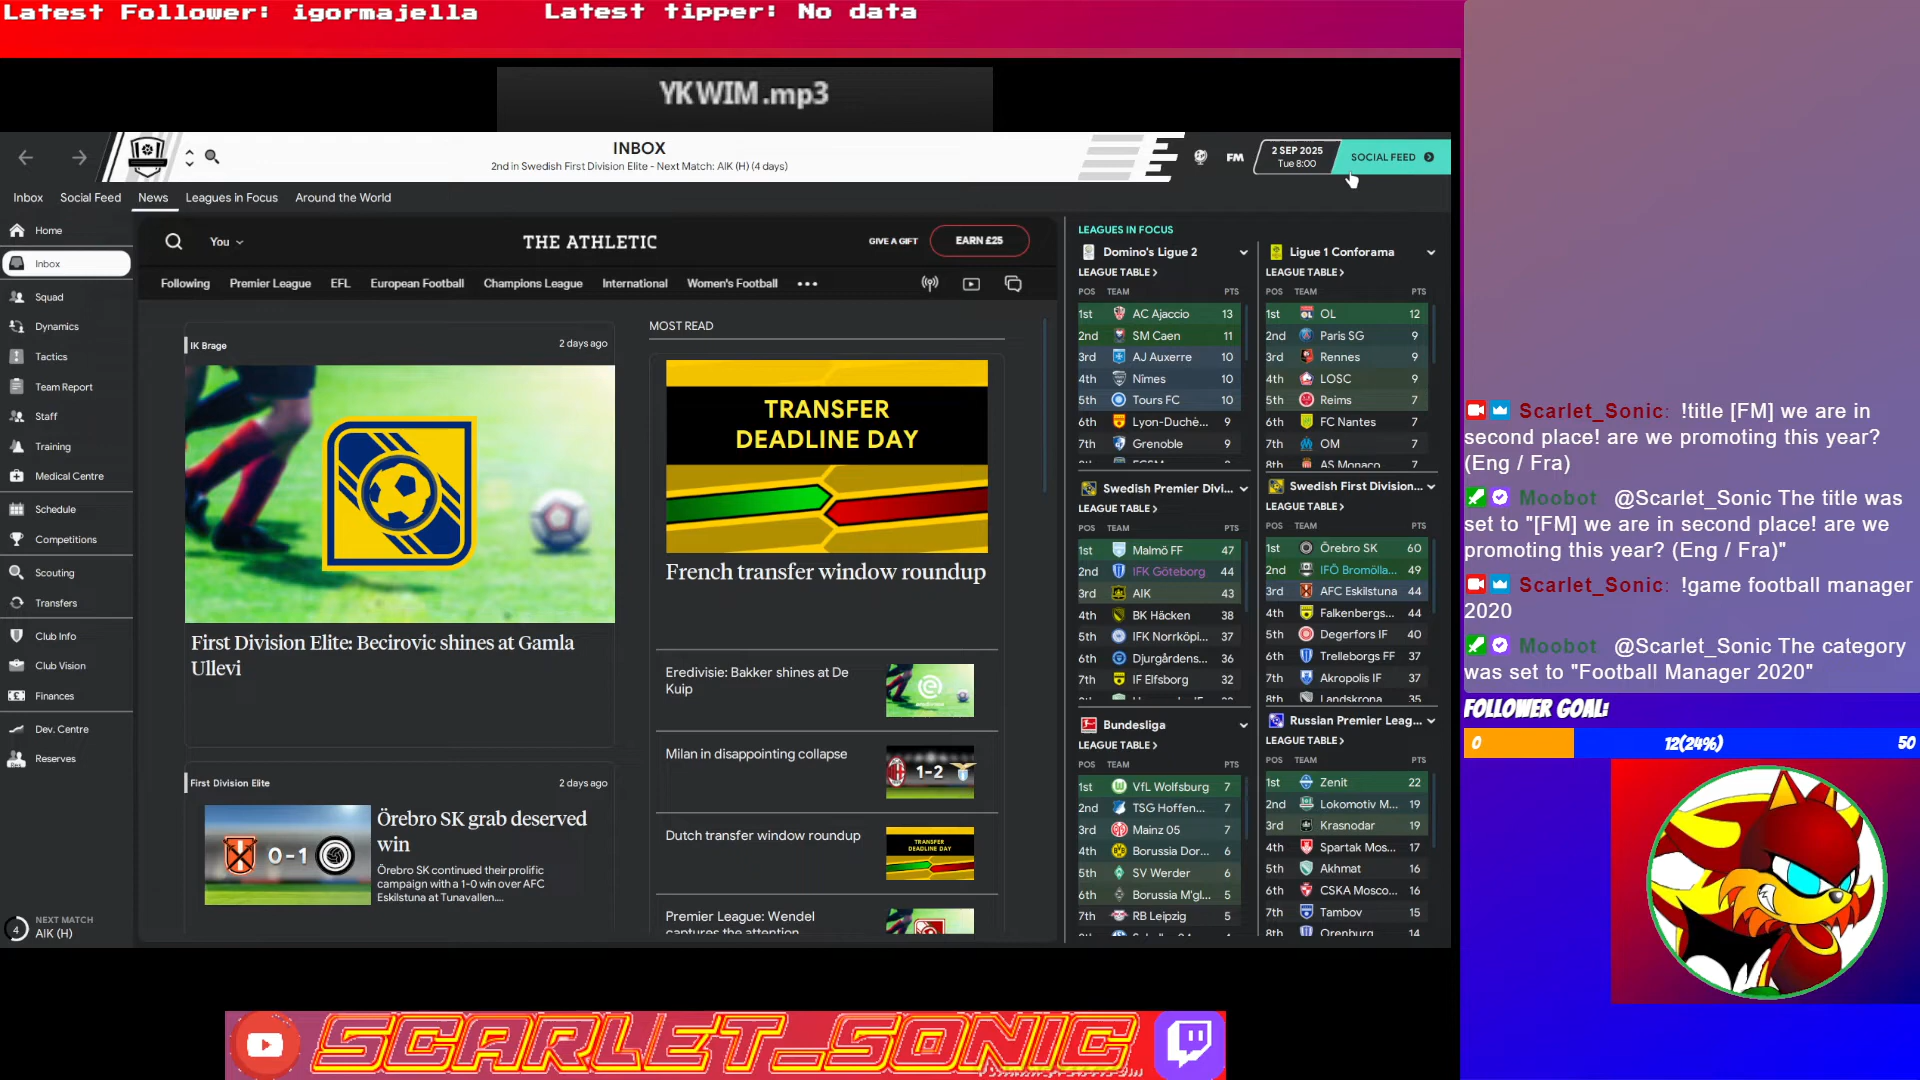 Latest Follower: igormajella
Latest tipper: No data
YKWIM.mp3
INBOX
2nd in Swedish First Division Elite - Next Match: AIK (H) (4 days)
FM
2 SEP 2025
Tue 8:00
SOCIAL FEED
Inbox
Social Feed
News
Leagues in Focus
Around the World
Home
Inbox
Squad
Dynamics
Tactics
Team Report
Staff
Training
Medical Centre
Schedule
Competitions
Scouting
Transfers
Club Info
Club Vision
Finances
Dev. Centre
Reserves
4
NEXT MATCH
AIK (H)
You
THE ATHLETIC
GIVE A GIFT
EARN £25
Following
Premier League
EFL
European Football
Champions League
International
Women's Football
IK Brage
2 days ago
First Division Elite: Becirovic shines at Gamla
Ullevi
First Division Elite
2 days ago
0-1
Örebro SK grab deserved
win
Örebro SK continued their prolific
campaign with a 1-0 win over AFC
Eskilstuna at Tunavallen....
MOST READ
TRANSFER
DEADLINE DAY
French transfer window roundup
Eredivisie: Bakker shines at De
Kuip
Milan in disappointing collapse
1-2
Dutch transfer window roundup
TRANSFER
DEADLINE DAY
Premier League: Wendel
captures the attention
LEAGUES IN FOCUS
Domino's Ligue 2
LEAGUE TABLE >
POS TEAM PTS
1st AC Ajaccio 13
2nd SM Caen 11
3rd AJ Auxerre 10
4th Nîmes 10
5th Tours FC 10
6th Lyon-Duchè... 9
7th Grenoble 9
Ligue 1 Conforama
LEAGUE TABLE >
POS TEAM PTS
1st OL 12
2nd Paris SG 9
3rd Rennes 9
4th LOSC 9
5th Reims 7
6th FC Nantes 7
7th OM 7
8th AS Monaco 7
Swedish Premier Divi...
LEAGUE TABLE >
POS TEAM PTS
1st Malmö FF 47
2nd IFK Göteborg 44
3rd AIK 43
4th BK Häcken 38
5th IFK Norrköpi... 37
6th Djurgårdens... 36
7th IF Elfsborg 32
Swedish First Division...
LEAGUE TABLE >
POS TEAM PTS
1st Örebro SK 60
2nd IFÖ Bromölla... 49
3rd AFC Eskilstuna 44
4th Falkenbergs... 44
5th Degerfors IF 40
6th Trelleborgs FF 37
7th Akropolis IF 37
8th Landskrona 35
Bundesliga
LEAGUE TABLE >
POS TEAM PTS
1st VfL Wolfsburg 7
2nd TSG Hoffen... 7
3rd Mainz 05 7
4th Borussia Dor... 6
5th SV Werder 6
6th Borussia M'gl... 5
7th RB Leipzig 5
Russian Premier Leag...
LEAGUE TABLE >
POS TEAM PTS
1st Zenit 22
2nd Lokomotiv M... 19
3rd Krasnodar 19
4th Spartak Mos... 17
5th Akhmat 16
6th CSKA Mosco... 16
7th Tambov 15
8th Orenburg 14
Scarlet_Sonic: !title [FM] we are in
second place! are we promoting this year?
(Eng / Fra)
Moobot @Scarlet_Sonic The title was
set to "[FM] we are in second place! are we
promoting this year? (Eng / Fra)"
Scarlet_Sonic: !game football manager
2020
Moobot @Scarlet_Sonic The category
was set to "Football Manager 2020"
FOLLOWER GOAL:
0
12(24%)
50
SCARLET_SONIC